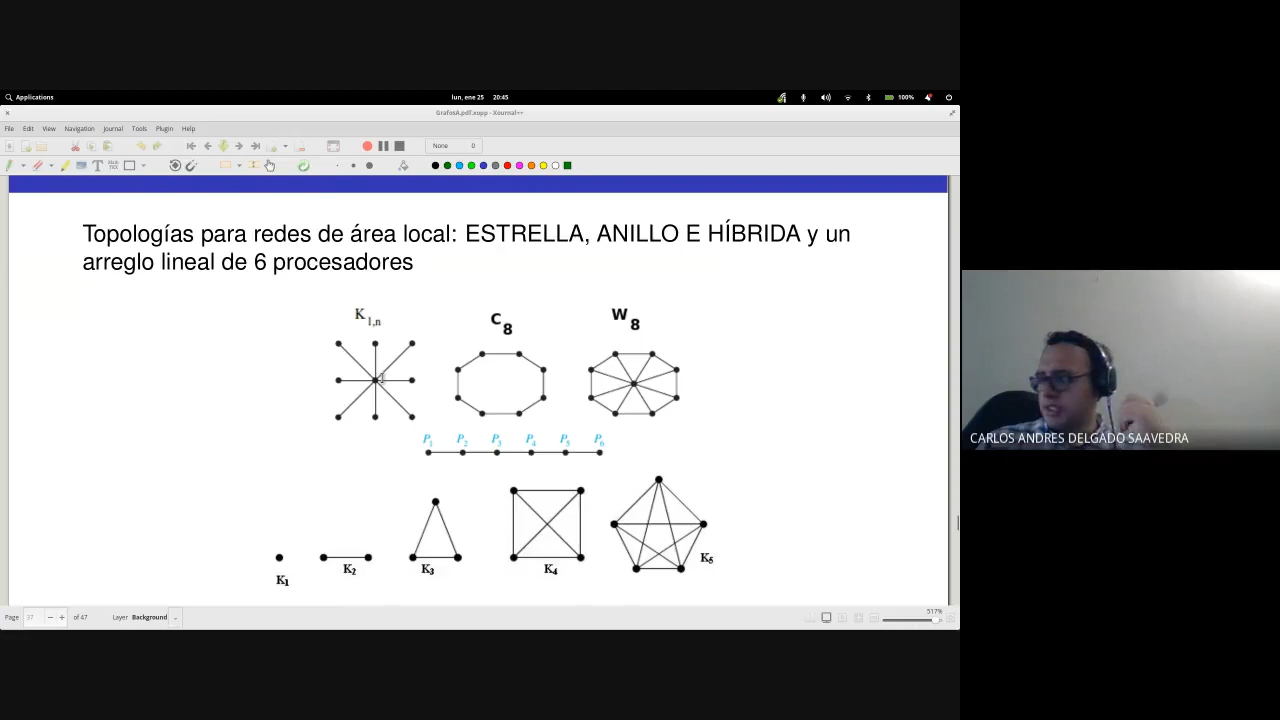 Applications
lun, ene 25 20:45
100%
GrafosA.pdf.xopp - Xournal++
File Edit View Navigation Journal Tools Plugin Help
None 0
Topologías para redes de área local: ESTRELLA, ANILLO E HÍBRIDA y un
arreglo lineal de 6 procesadores
K1,n C8 W8
P1 P2 P3 P4 P5 P6
K1 K2 K3 K4 K5
CARLOS ANDRES DELGADO SAAVEDRA
Page 37 of 47 Layer Background 517%